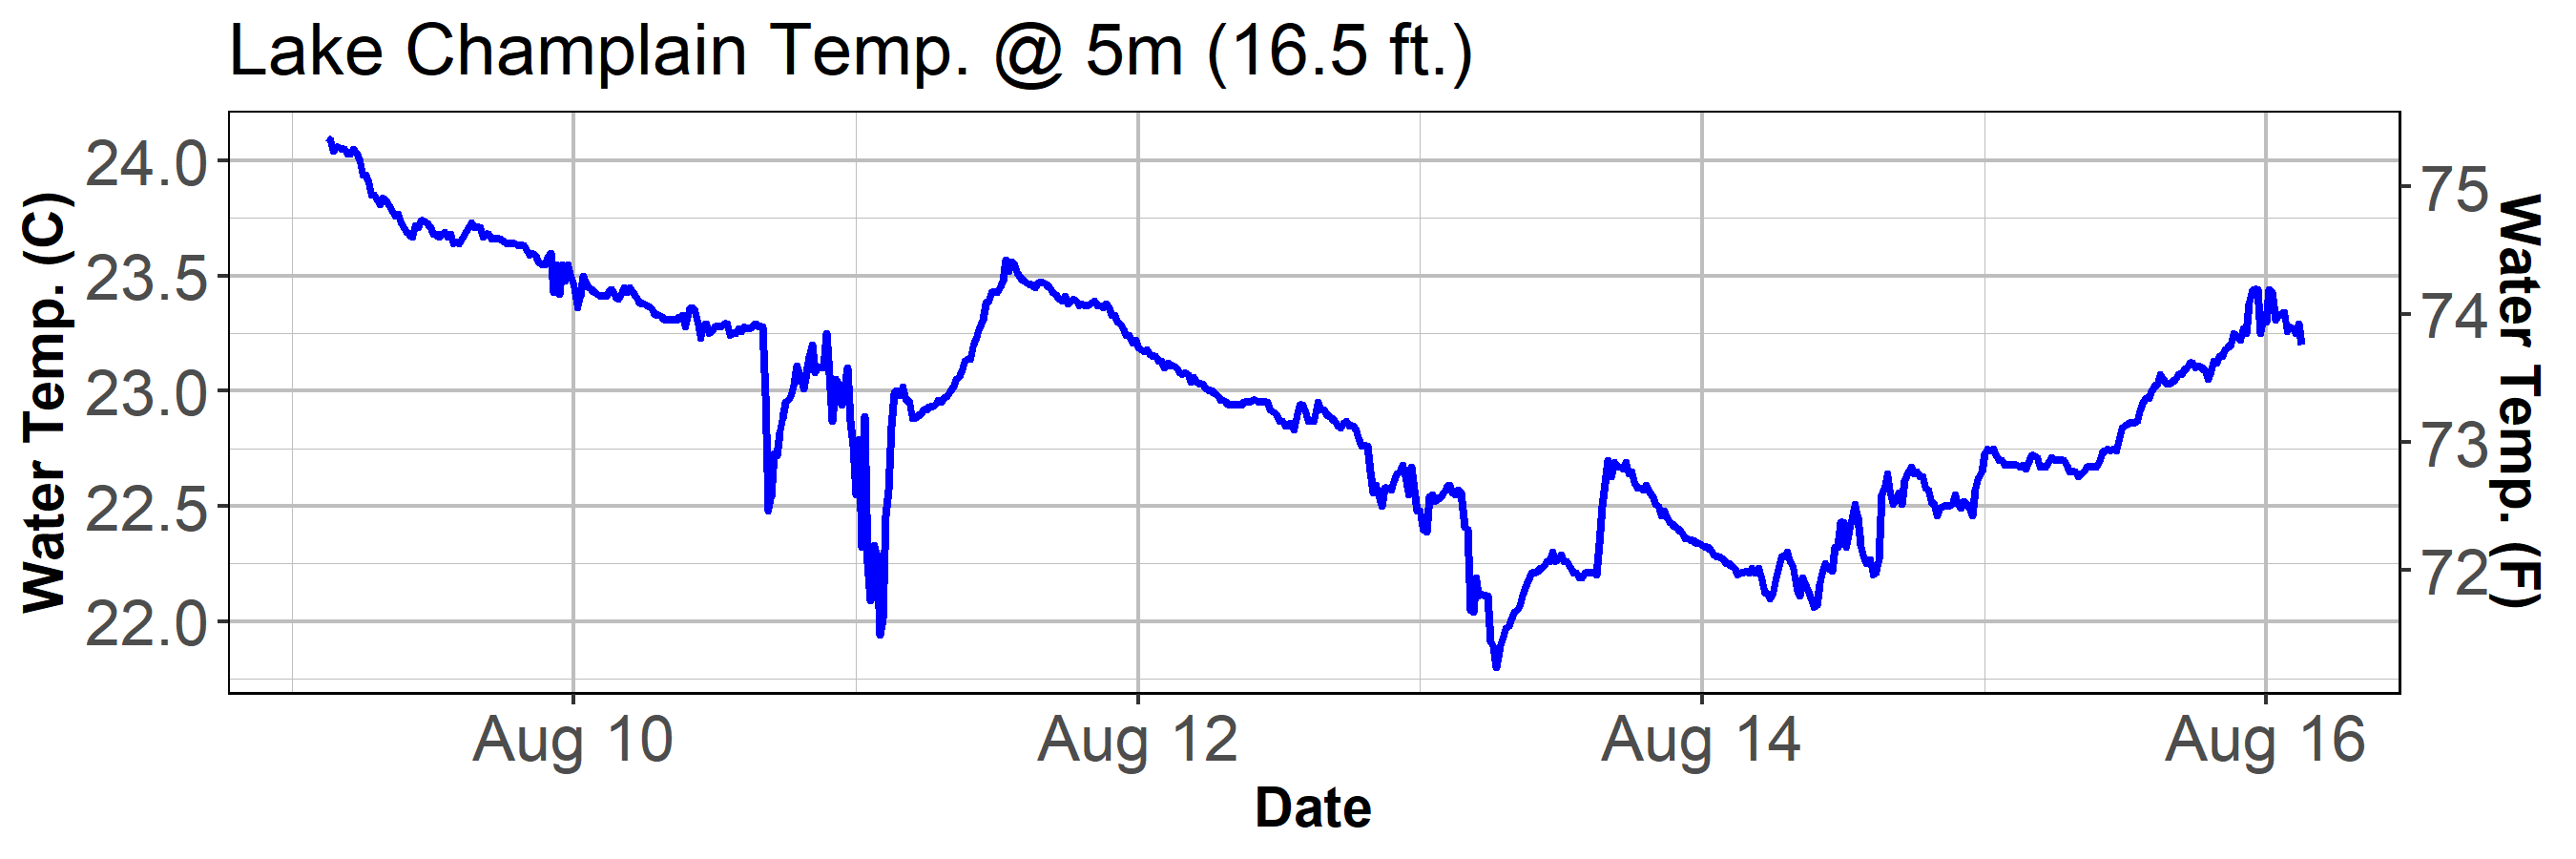 Lake Champlain Temp. @ 5m (16.5 ft.)
Water Temp. (C)
24.0
23.5
23.0
22.5
22.0
75
74
73
72
Water Temp. (F)
Aug 10
Aug 12
Aug 14
Aug 16
Date